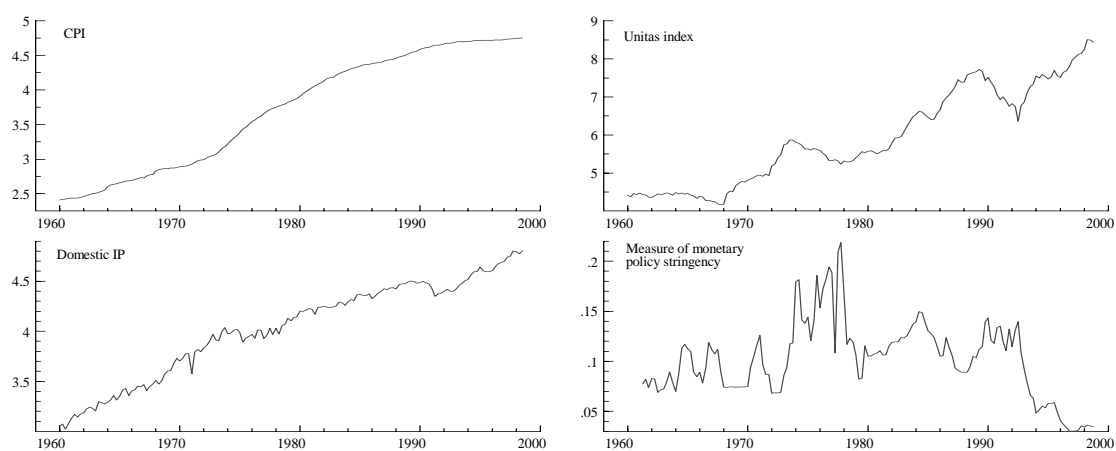 5
4.5
4
3.5
3
2.5
CPI
1960 1970 1980 1990 2000
9
8
7
6
5
Unitas index
1960 1970 1980 1990 2000
4.5
4
3.5
Domestic IP
1960 1970 1980 1990 2000
.2
.15
.1
.05
Measure of monetary
policy stringency
1960 1970 1980 1990 2000